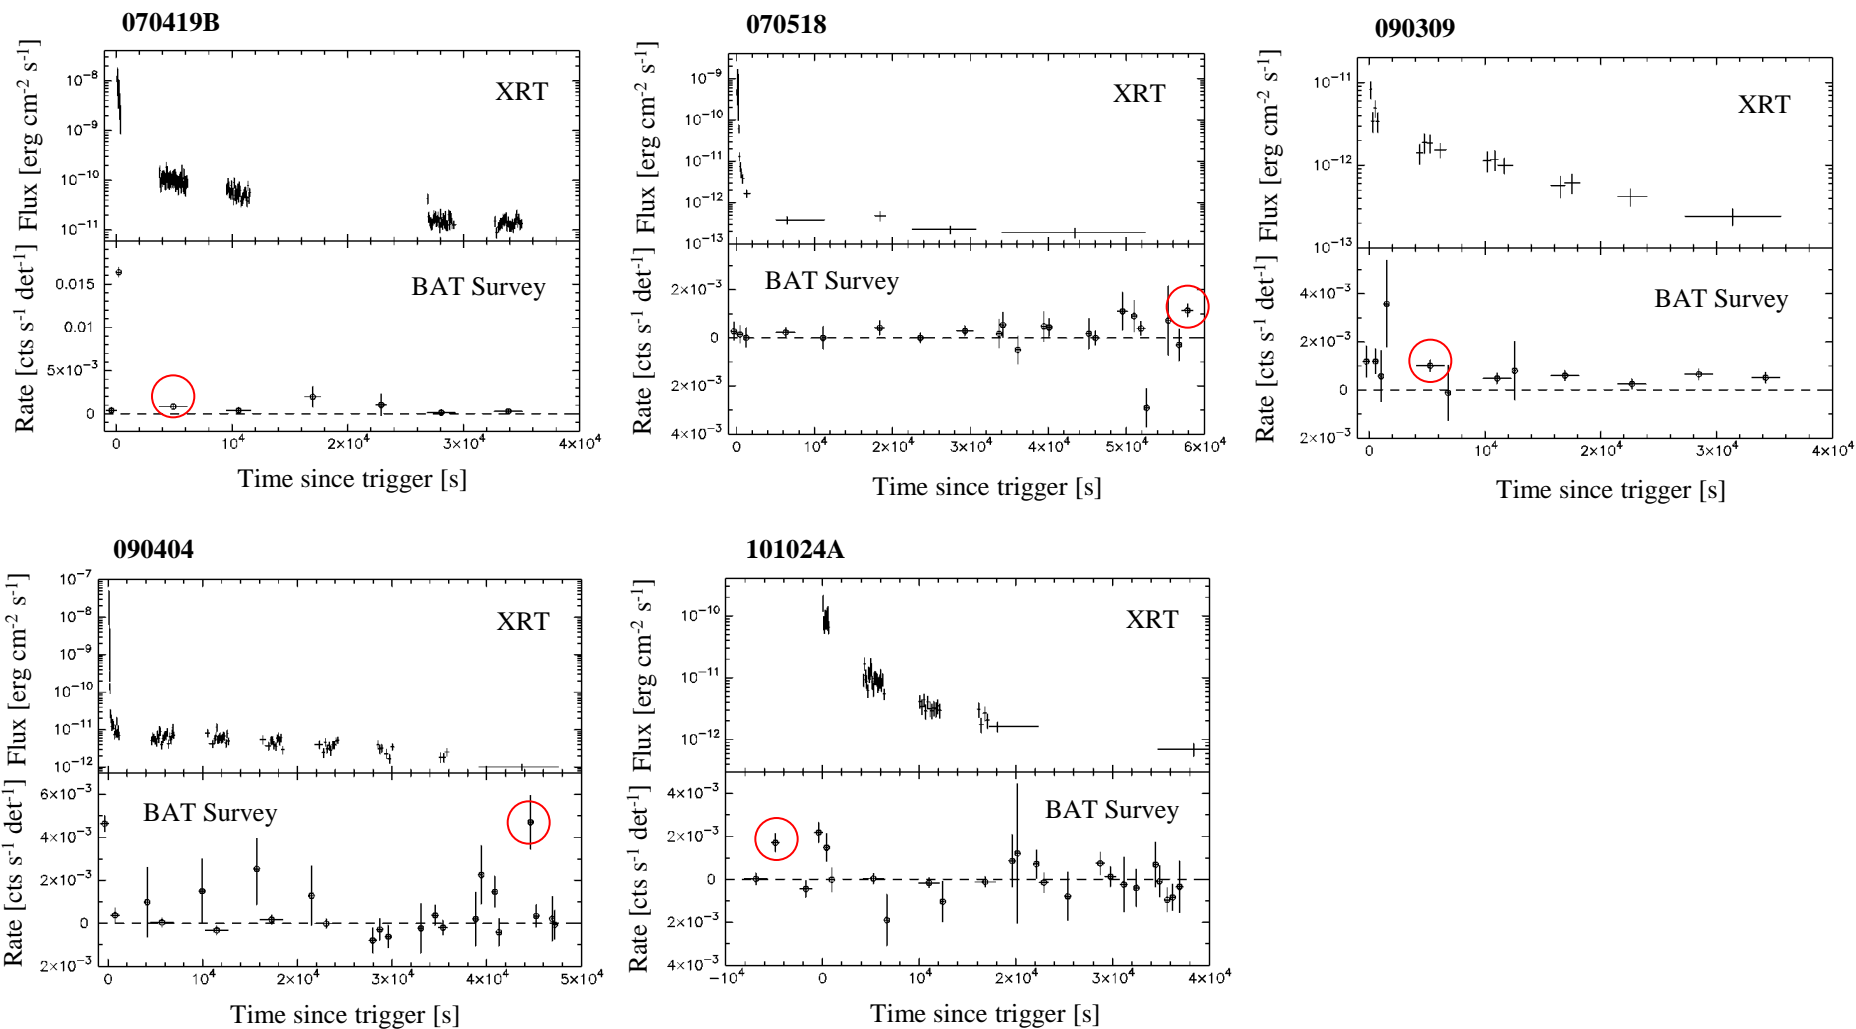 070419B
Flux [erg cm-2 s-1]
10−8
10−9
10−10
10−11
XRT
Rate [cts s-1 det-1]
0.015
0.01
5×10−3
0
BAT Survey
0 10⁴ 2×10⁴ 3×10⁴ 4×10⁴
Time since trigger [s]
070518
Flux [erg cm-2 s-1]
10−9
10−10
10−11
10−12
10−13
XRT
Rate [cts s-1 det-1]
2×10−3
0
2×10−3
4×10−3
BAT Survey
0 10⁴ 2×10⁴ 3×10⁴ 4×10⁴ 5×10⁴ 6×10⁴
Time since trigger [s]
090309
Flux [erg cm-2 s-1]
10−11
10−12
10−13
XRT
Rate [cts s-1 det-1]
4×10−3
2×10−3
0
2×10−3
BAT Survey
0 10⁴ 2×10⁴ 3×10⁴ 4×10⁴
Time since trigger [s]
090404
Flux [erg cm-2 s-1]
10−7
10−8
10−9
10−10
10−11
10−12
XRT
Rate [cts s-1 det-1]
6×10−3
4×10−3
2×10−3
0
2×10−3
BAT Survey
0 10⁴ 2×10⁴ 3×10⁴ 4×10⁴ 5×10⁴
Time since trigger [s]
101024A
Flux [erg cm-2 s-1]
10−10
10−11
10−12
XRT
Rate [cts s-1 det-1]
4×10−3
2×10−3
0
2×10−3
4×10−3
BAT Survey
−10⁴ 0 10⁴ 2×10⁴ 3×10⁴ 4×10⁴
Time since trigger [s]